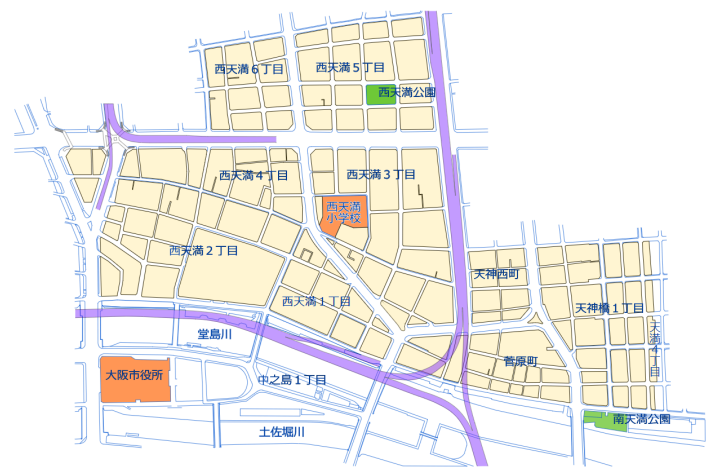 西天満６丁目
西天満５丁目
西天満公園
西天満４丁目
西天満３丁目
西天満
小学校
西天満２丁目
天神西町
西天満１丁目
天神橋１丁目
堂島川
天満４丁目
菅原町
大阪市役所
中之島１丁目
南天満公園
土佐堀川